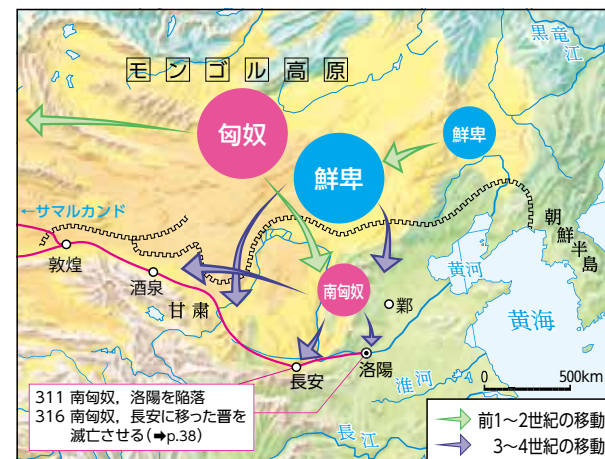 モンゴル高原
黒竜江
匈奴
鮮卑
鮮卑
←サマルカンド
敦煌
酒泉
甘粛
南匈奴
鄴
黄河
朝鮮半島
黄海
長安
洛陽
淮河
長江
0 500km
311 南匈奴，洛陽を陥落
316 南匈奴，長安に移った晋を
滅亡させる(➡p.38)
前1～2世紀の移動
3～4世紀の移動